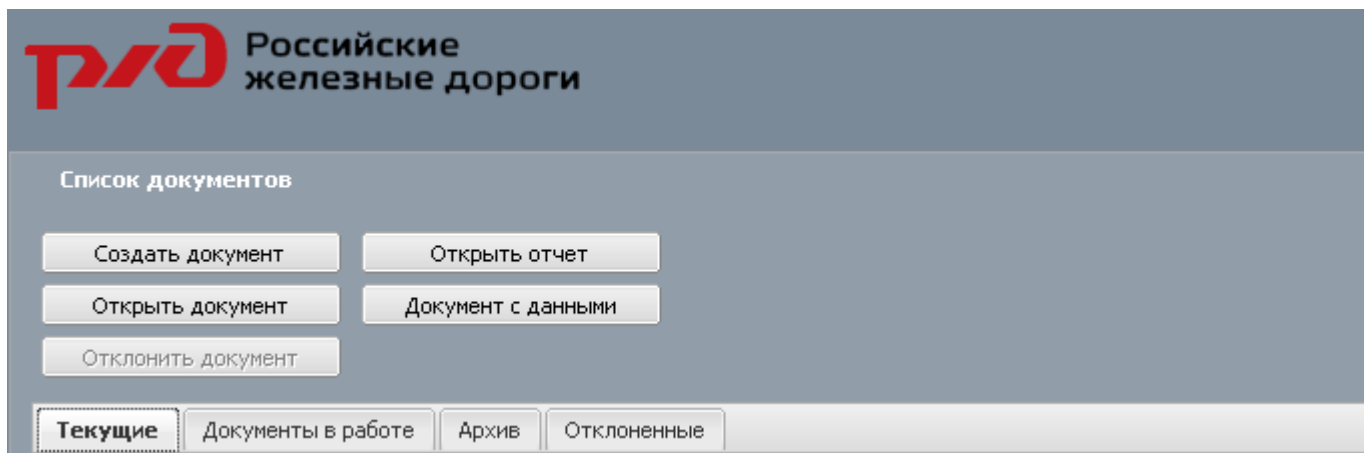 ржд Российские
железные дороги
Список документов
Создать документ Открыть отчет
Открыть документ Документ с данными
Отклонить документ
Текущие Документы в работе Архив Отклоненные